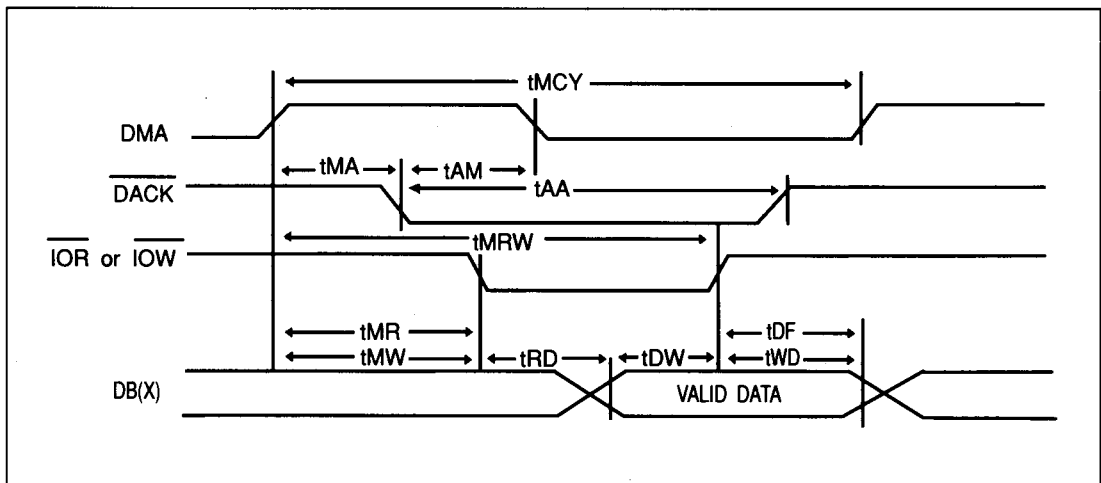 tMCY
DMA
tMA tAM
DACK tAA
tMRW
IOR or IOW
tMR tDF
tMW tRD tDW tWD
DB(X) VALID DATA